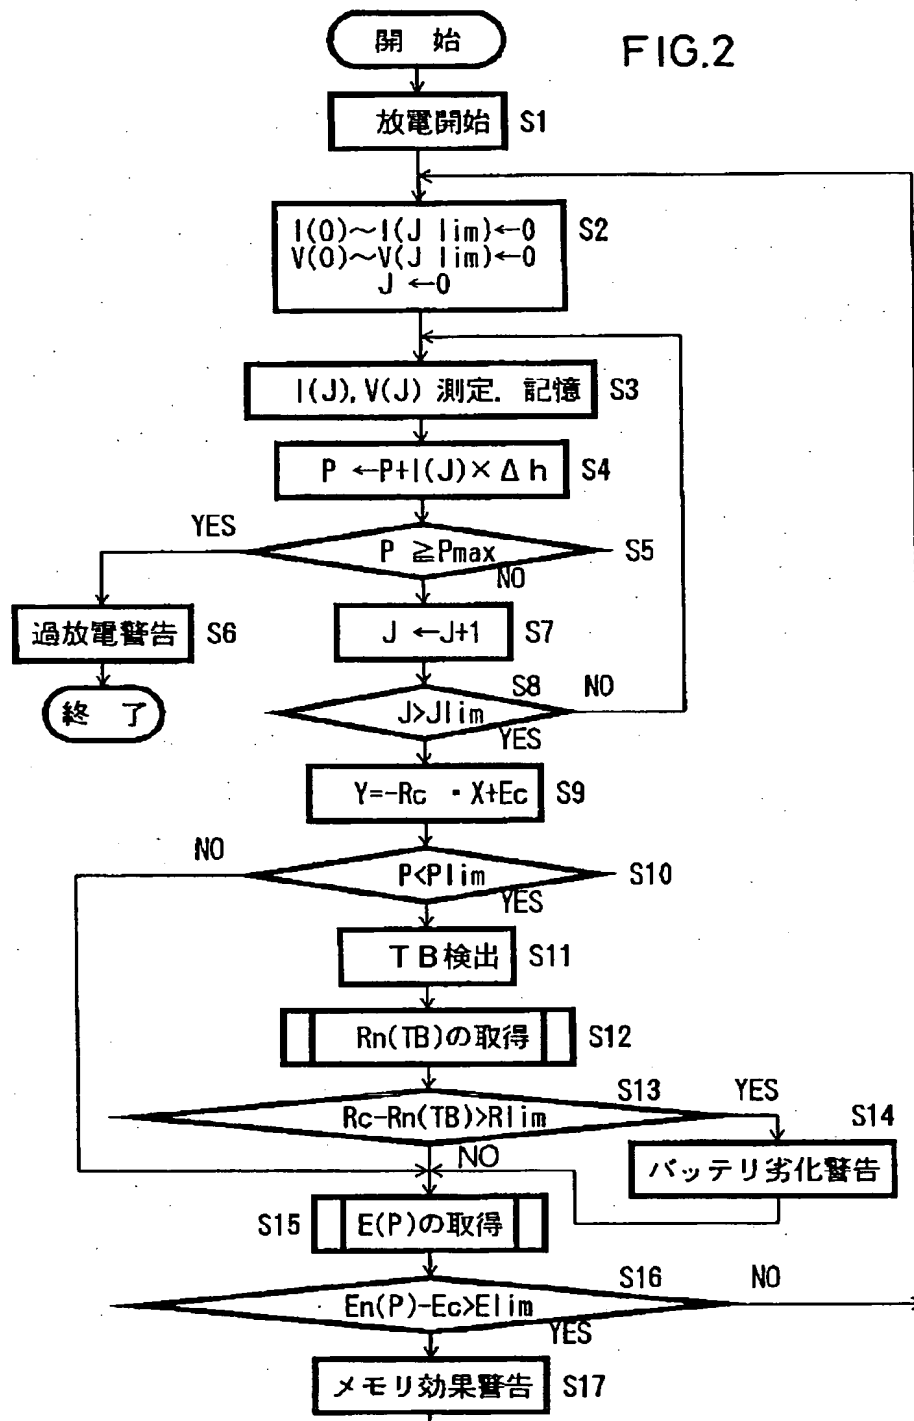 開 始
FIG.2
放電開始 S1
I(0)～I(J lim)←0 S2
V(0)～V(J lim)←0
J ←0
I(J), V(J) 測定. 記憶 S3
P ←P+I(J)× Δh S4
YES
P ≧Pmax S5
NO
過放電警告 S6
J ←J+1 S7
終 了
S8 NO
J>Jlim
YES
Y=-Rc ・X+Ec S9
NO
P<Plim S10
YES
TB検出 S11
Rn(TB)の取得 S12
S13 YES
Rc-Rn(TB)>Rlim
S14
NO
バッテリ劣化警告
S15 E(P)の取得
S16 NO
En(P)-Ec>Elim
YES
メモリ効果警告 S17